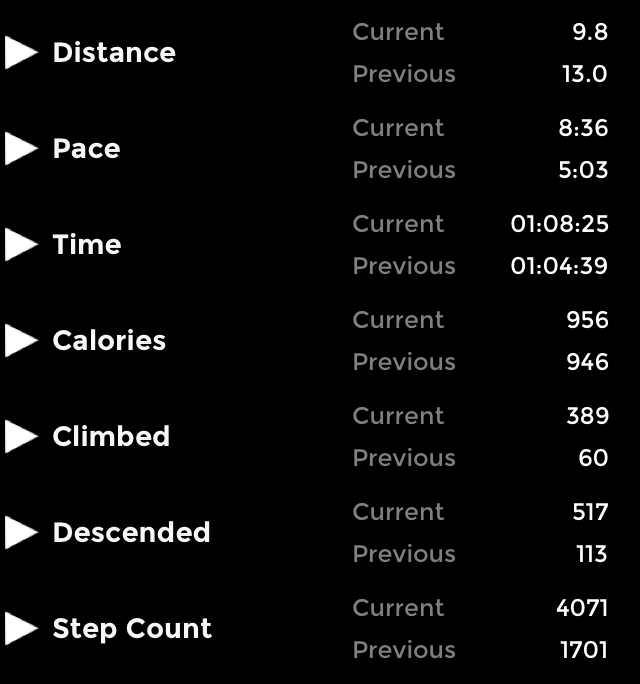 Distance
Current 9.8
Previous 13.0
Pace
Current 8:36
Previous 5:03
Time
Current 01:08:25
Previous 01:04:39
Calories
Current 956
Previous 946
Climbed
Current 389
Previous 60
Descended
Current 517
Previous 113
Step Count
Current 4071
Previous 1701